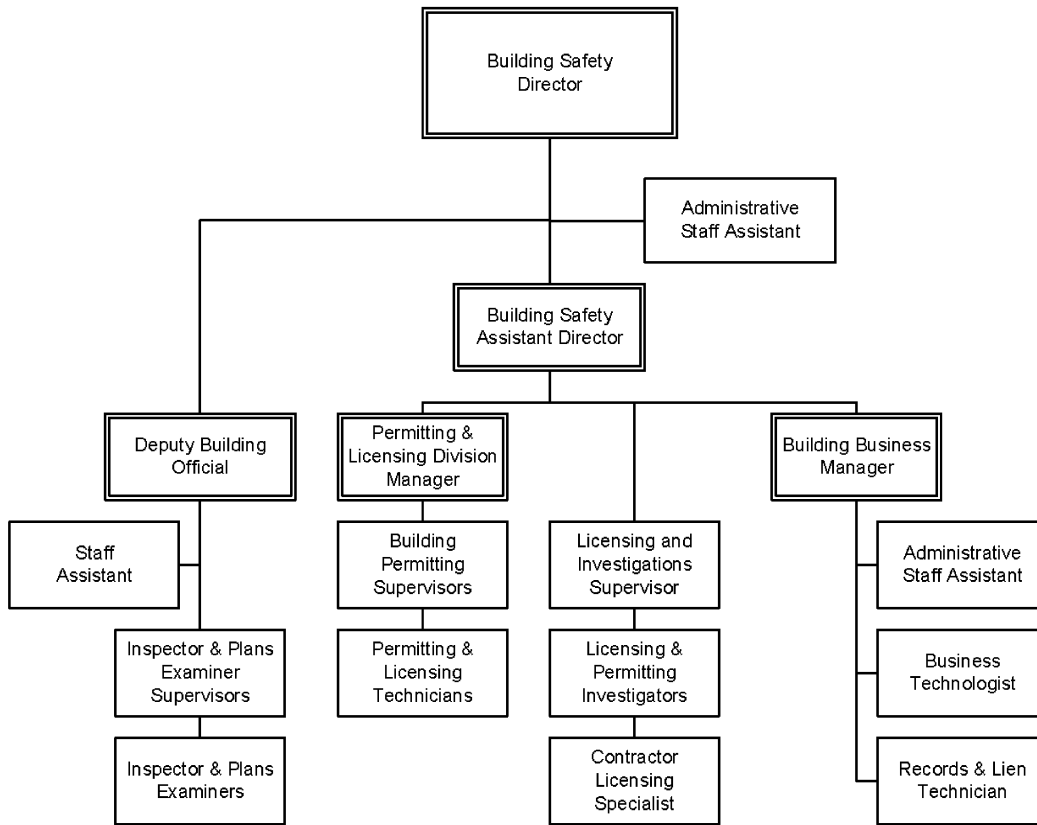 Building Safety
Director
Administrative
Staff Assistant
Building Safety
Assistant Director
Deputy Building
Official
Permitting &
Licensing Division
Manager
Building Business
Manager
Staff
Assistant
Building
Permitting
Supervisors
Licensing and
Investigations
Supervisor
Administrative
Staff Assistant
Inspector & Plans
Examiner
Supervisors
Permitting &
Licensing
Technicians
Licensing &
Permitting
Investigators
Business
Technologist
Inspector & Plans
Examiners
Contractor
Licensing
Specialist
Records & Lien
Technician